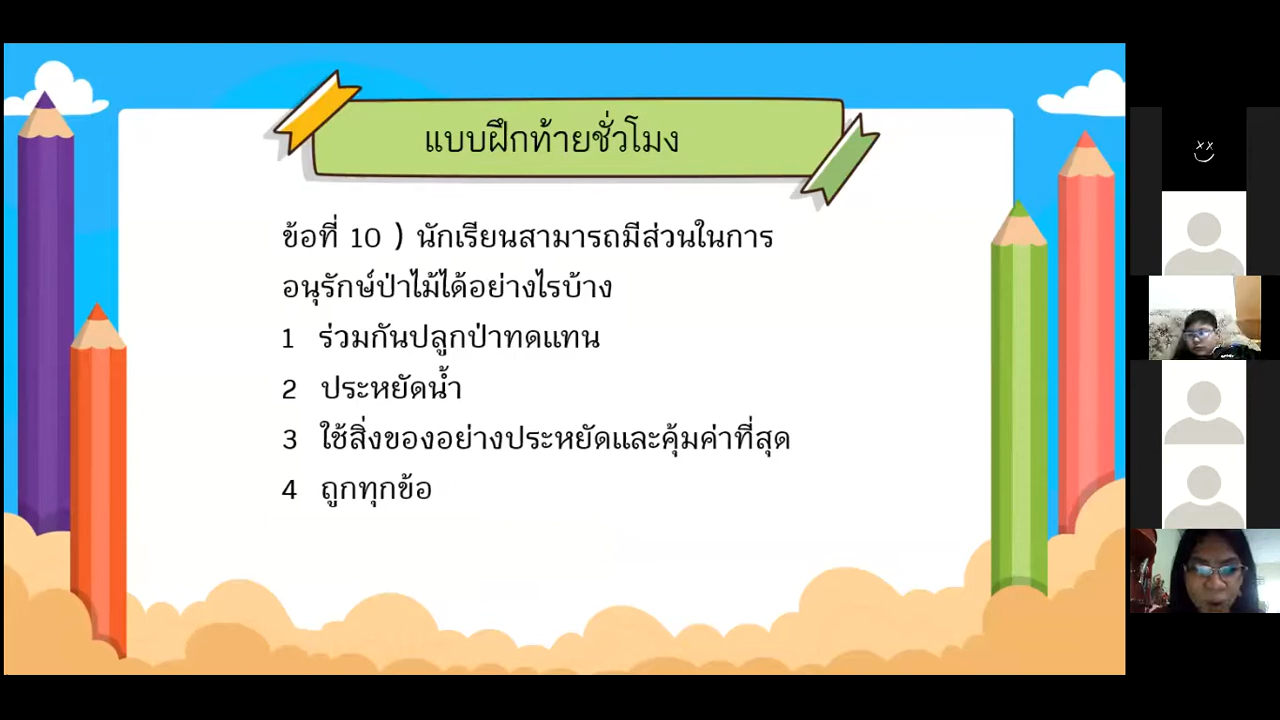 แบบฝึกท้ายชั่วโมง
ข้อที่ 10 ) นักเรียนสามารถมีส่วนในการ
อนุรักษ์ป่าไม้ได้อย่างไรบ้าง
1 ร่วมกันปลูกป่าทดแทน
2 ประหยัดน้ำ
3 ใช้สิ่งของอย่างประหยัดและคุ้มค่าที่สุด
4 ถูกทุกข้อ